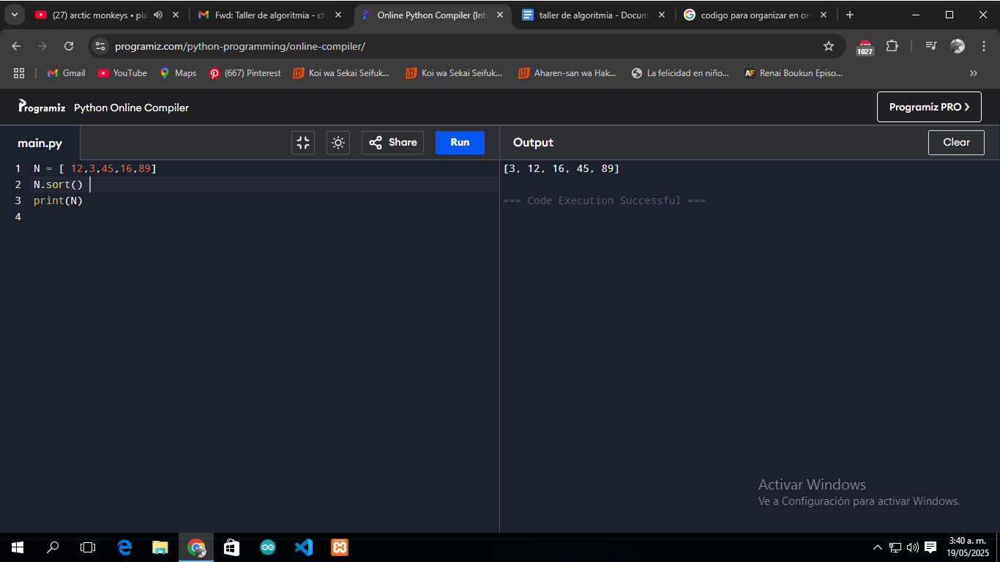 (27) arctic monkeys • pla
Fwd: Taller de algoritmia - ch
Online Python Compiler (Inte
taller de algoritmia - Docum
codigo para organizar en or
programiz.com/python-programming/online-compiler/
1027
Gmail
YouTube
Maps
(667) Pinterest
Koi wa Sekai Seifuk...
Koi wa Sekai Seifuk...
Aharen-san wa Hak...
La felicidad en niño...
AF
Renai Boukun Episo...
Programiz
Python Online Compiler
Programiz PRO
main.py
Share
Run
Output
Clear
1 N = [ 12,3,45,16,89]
2 N.sort()
3 print(N)
4
[3, 12, 16, 45, 89]
=== Code Execution Successful ===
Activar Windows
Ve a Configuración para activar Windows.
3:40 a. m.
19/05/2025